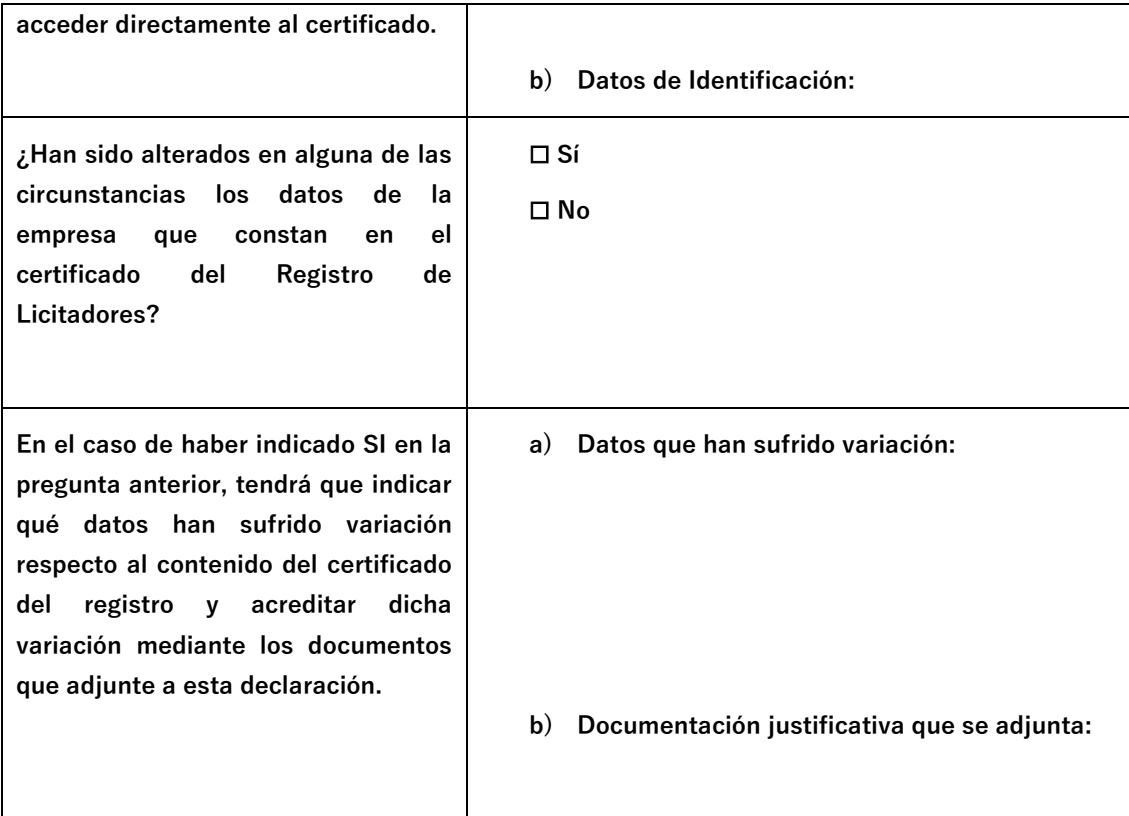 acceder directamente al certificado.
b) Datos de Identificación:
¿Han sido alterados en alguna de las
circunstancias los datos de la
empresa que constan en el
certificado del Registro de
Licitadores?
☐ Sí
☐ No
En el caso de haber indicado SI en la
pregunta anterior, tendrá que indicar
qué datos han sufrido variación
respecto al contenido del certificado
del registro y acreditar dicha
variación mediante los documentos
que adjunte a esta declaración.
a) Datos que han sufrido variación:
b) Documentación justificativa que se adjunta: